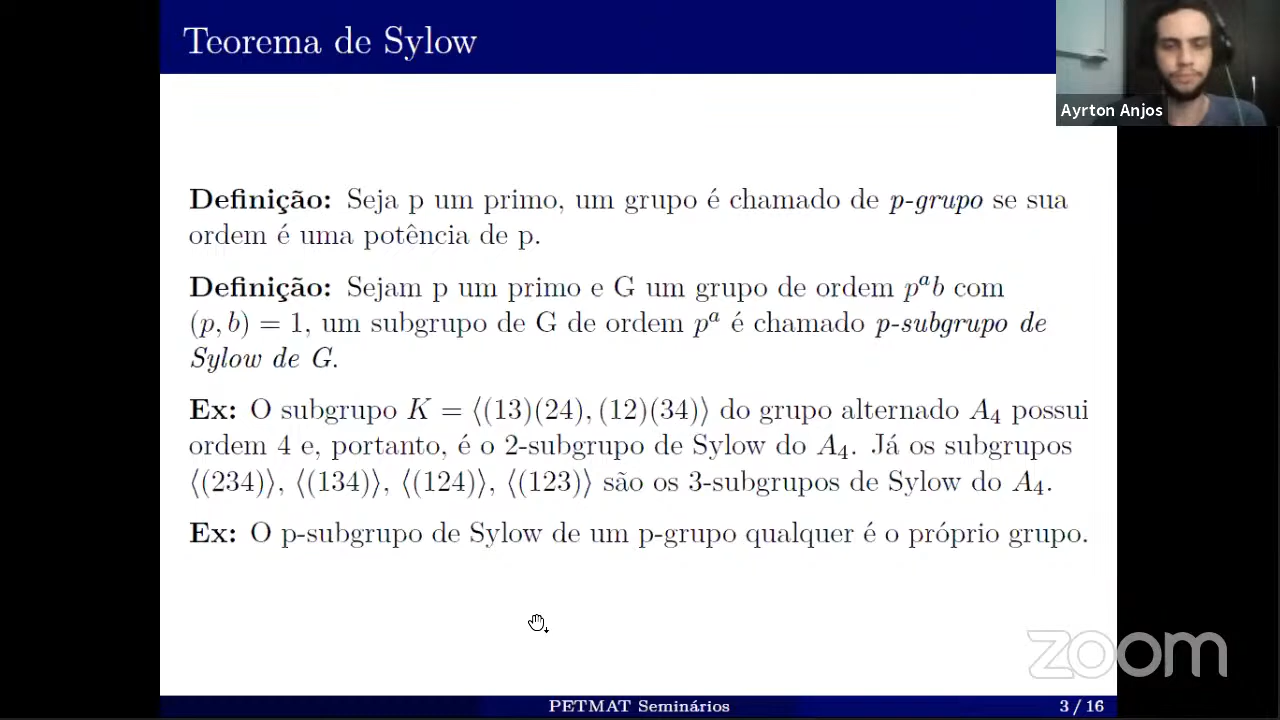 Teorema de Sylow
Ayrton Anjos
Definição: Seja p um primo, um grupo é chamado de p-grupo se sua
ordem é uma potência de p.
Definição: Sejam p um primo e G um grupo de ordem pᵃb com
(p, b) = 1, um subgrupo de G de ordem pᵃ é chamado p-subgrupo de
Sylow de G.
Ex: O subgrupo K = ⟨(13)(24), (12)(34)⟩ do grupo alternado A₄ possui
ordem 4 e, portanto, é o 2-subgrupo de Sylow do A₄. Já os subgrupos
⟨(234)⟩, ⟨(134)⟩, ⟨(124)⟩, ⟨(123)⟩ são os 3-subgrupos de Sylow do A₄.
Ex: O p-subgrupo de Sylow de um p-grupo qualquer é o próprio grupo.
zoom
PETMAT Seminários
3 / 16